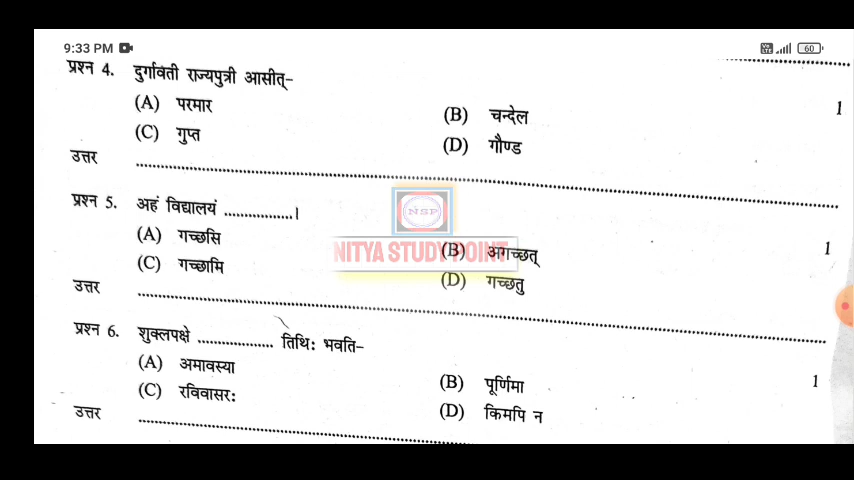 9:33 PM
60
प्रश्न 4. दुर्गावती राज्यपुत्री आसीत्-
(A) परमार (B) चन्देल 1
(C) गुप्त (D) गौण्ड
उत्तर ........................
प्रश्न 5. अहं विद्यालयं .................।
(A) गच्छसि (B) अगच्छत् 1
(C) गच्छामि (D) गच्छतु
NSP
NITYA STUDY POINT
उत्तर ........................
प्रश्न 6. शुक्लपक्षे .................. तिथिः भवति-
(A) अमावस्या (B) पूर्णिमा 1
(C) रविवासरः (D) किमपि न
उत्तर ........................